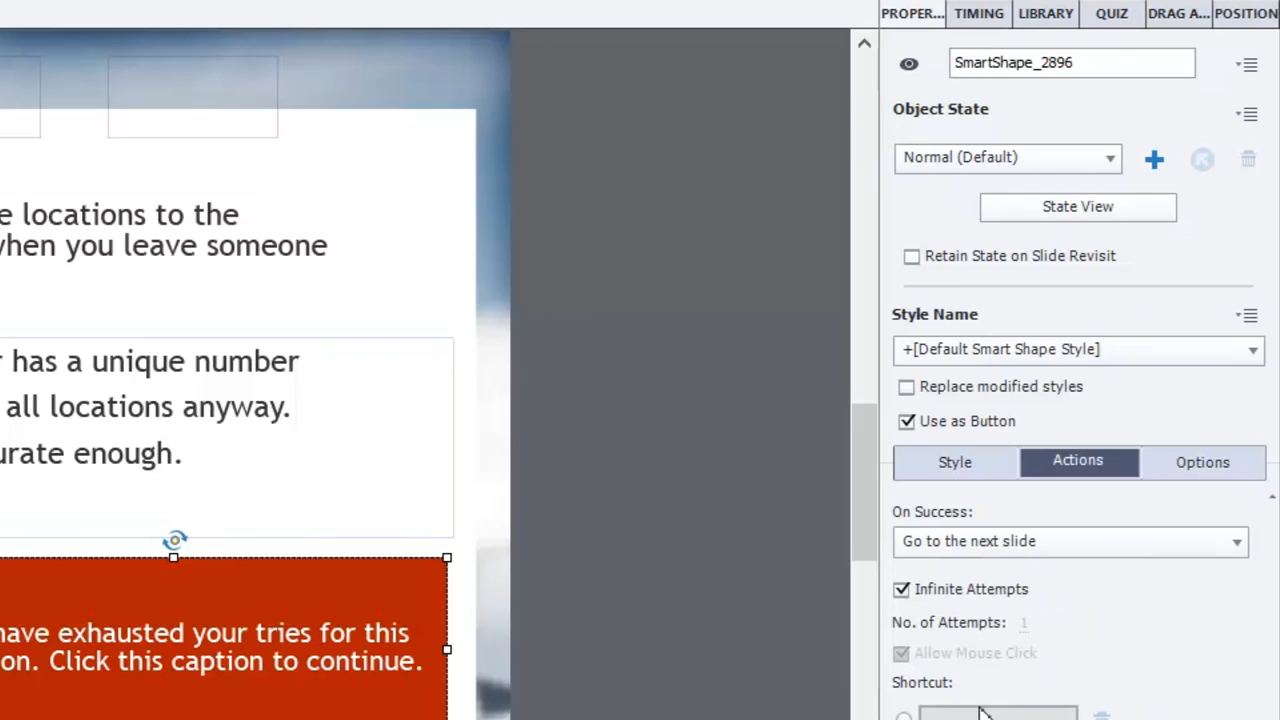 PROPER... TIMING LIBRARY QUIZ DRAG A... POSITION
SmartShape_2896
Object State
Normal (Default)
State View
Retain State on Slide Revisit
Style Name
+[Default Smart Shape Style]
Replace modified styles
Use as Button
Style Actions Options
On Success:
Go to the next slide
Infinite Attempts
No. of Attempts: 1
Allow Mouse Click
Shortcut:
e locations to the
when you leave someone
r has a unique number
all locations anyway.
urate enough.
have exhausted your tries for this
on. Click this caption to continue.